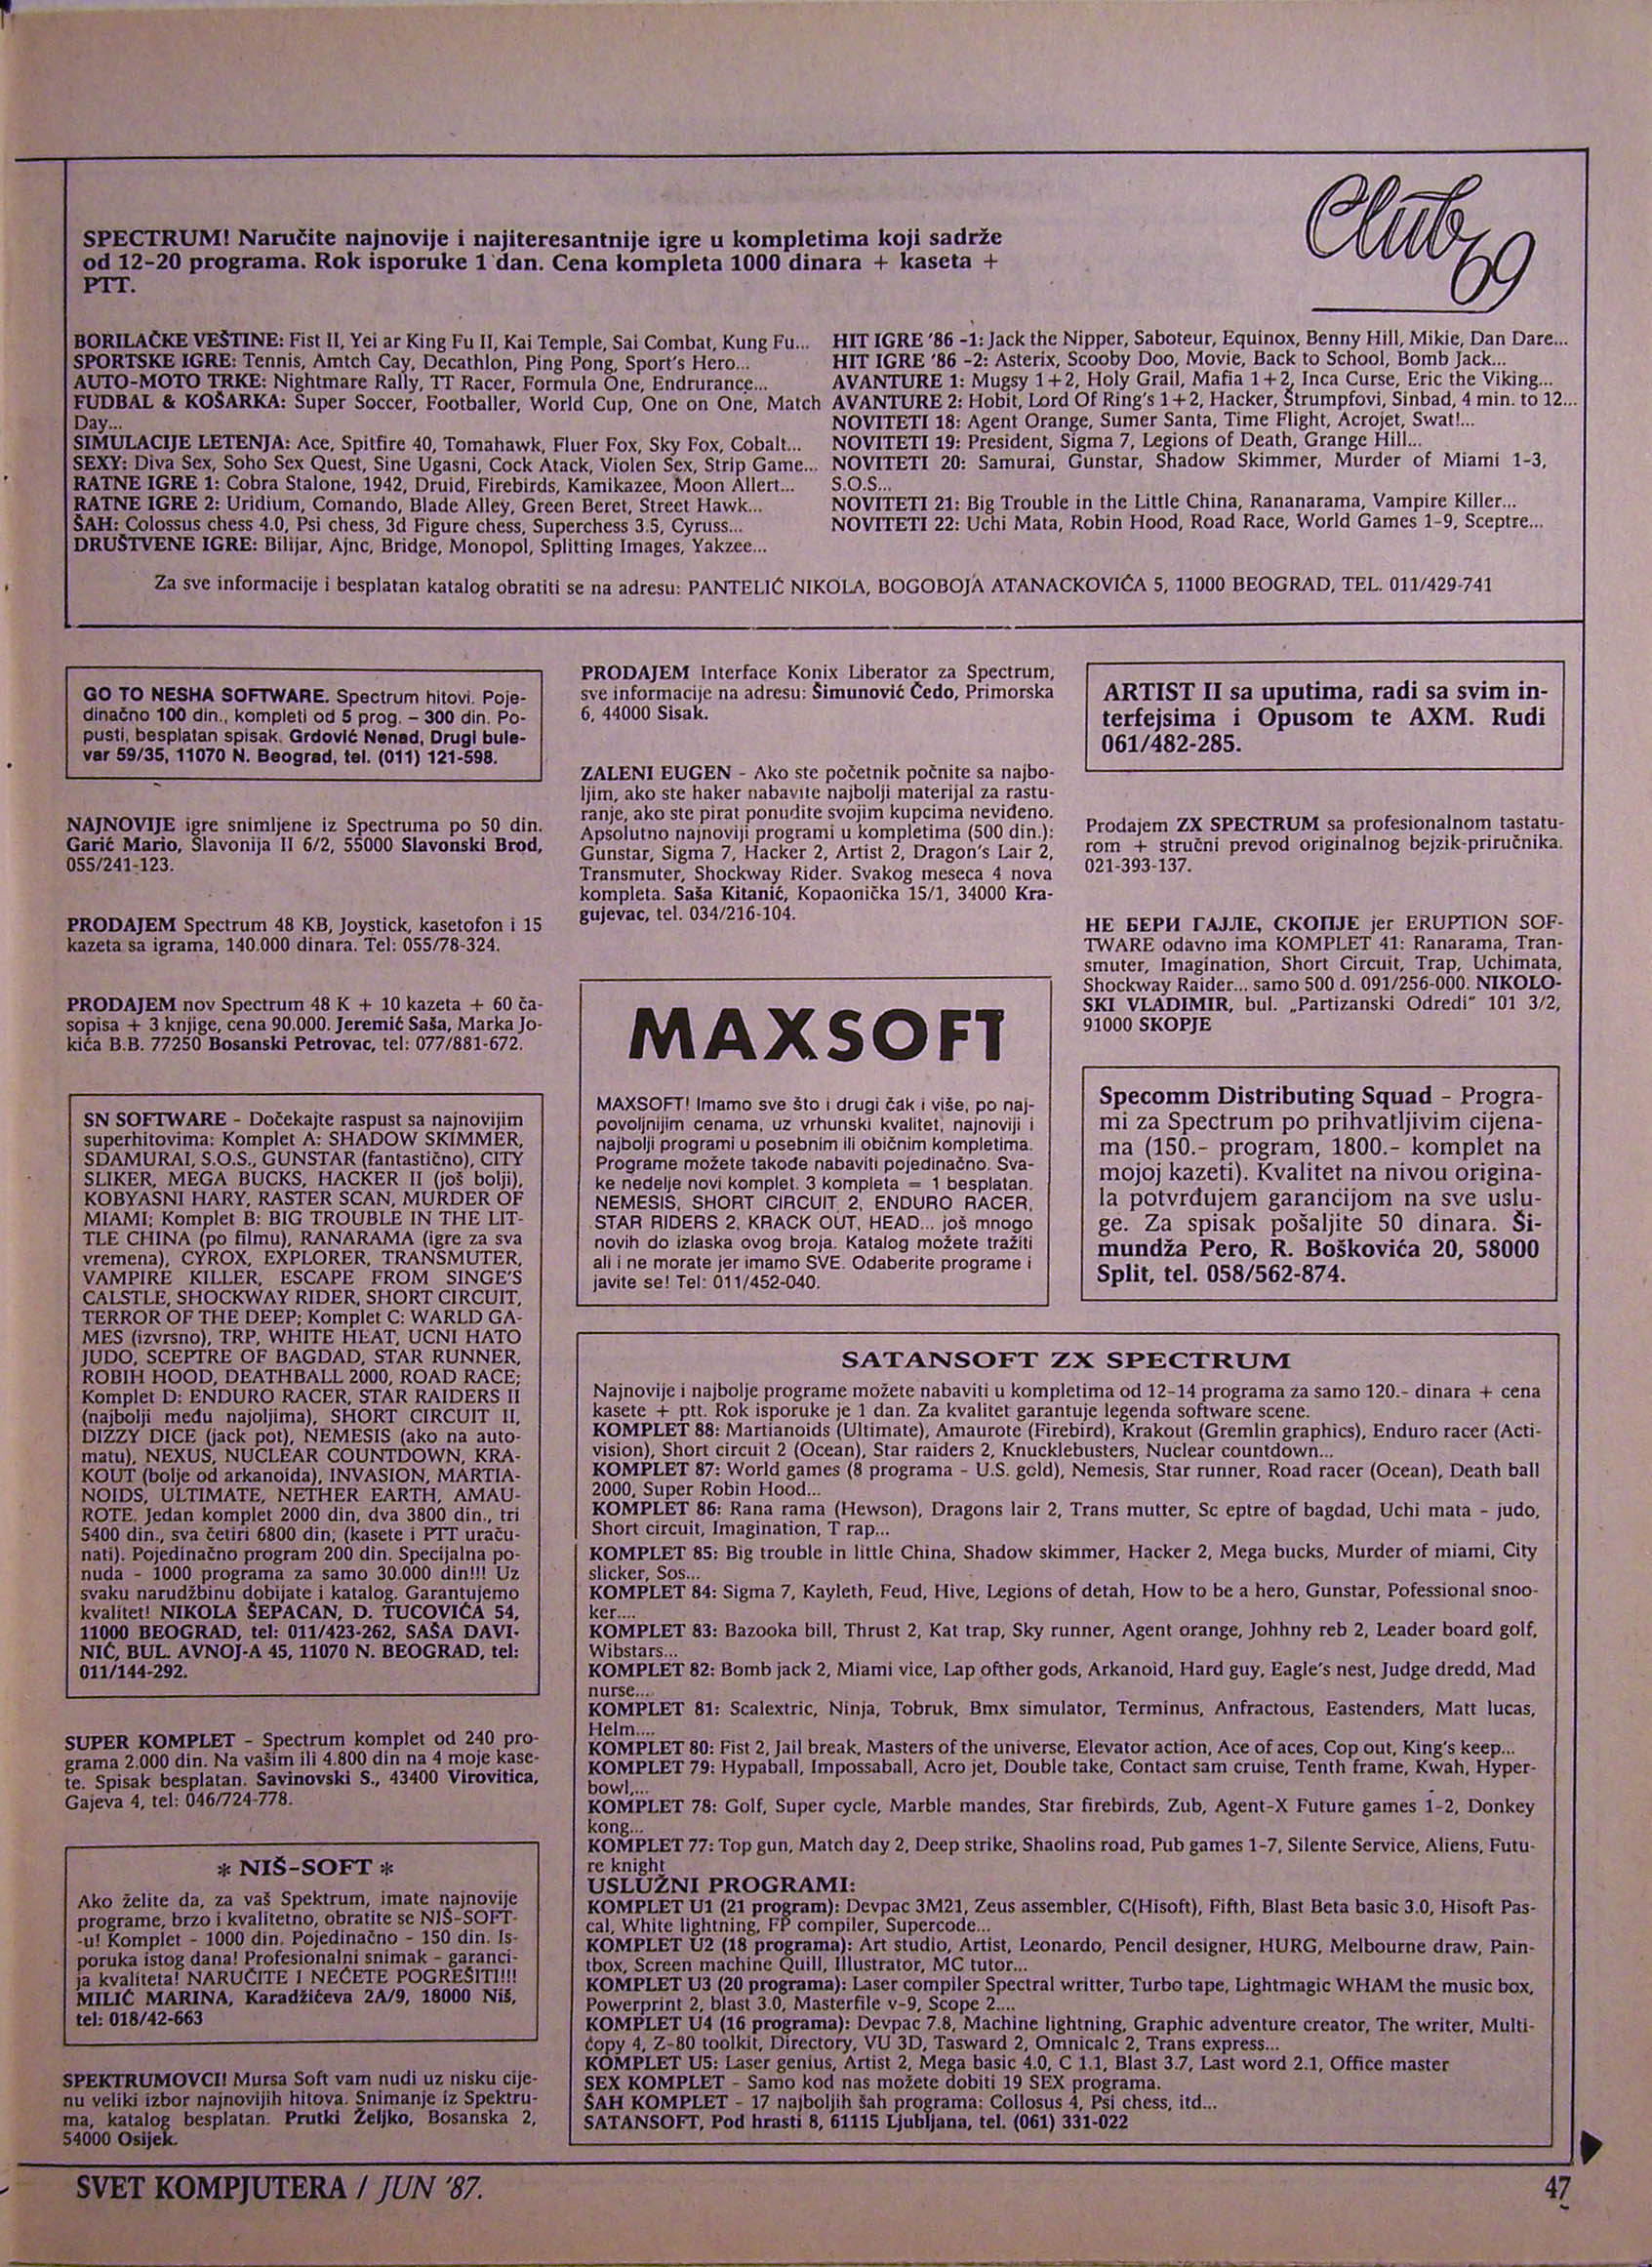 Club 69
SPECTRUM! Naručite najnovije i najiteresantnije igre u kompletima koji sadrže
od 12-20 programa. Rok isporuke 1 dan. Cena kompleta 1000 dinara + kaseta +
PTT.
BORILAČKE VEŠTINE: Fist II, Yei ar King Fu II, Kai Temple, Sai Combat, Kung Fu...
SPORTSKE IGRE: Tennis, Amtch Cay, Decathlon, Ping Pong, Sport's Hero...
AUTO-MOTO TRKE: Nightmare Rally, TT Racer, Formula One, Endrurance...
FUDBAL & KOŠARKA: Super Soccer, Footballer, World Cup, One on One, Match
Day...
SIMULACIJE LETENJA: Ace, Spitfire 40, Tomahawk, Fluer Fox, Sky Fox, Cobalt...
SEXY: Diva Sex, Soho Sex Quest, Sine Ugasni, Cock Atack, Violen Sex, Strip Game...
RATNE IGRE 1: Cobra Stalone, 1942, Druid, Firebirds, Kamikazee, Moon Allert...
RATNE IGRE 2: Uridium, Comando, Blade Alley, Green Beret, Street Hawk...
ŠAH: Colossus chess 4.0, Psi chess, 3d Figure chess, Superchess 3.5, Cyruss...
DRUŠTVENE IGRE: Bilijar, Ajnc, Bridge, Monopol, Splitting Images, Yakzee...
HIT IGRE '86 -1: Jack the Nipper, Saboteur, Equinox, Benny Hill, Mikie, Dan Dare...
HIT IGRE '86 -2: Asterix, Scooby Doo, Movie, Back to School, Bomb Jack...
AVANTURE 1: Mugsy 1+2, Holy Grail, Mafia 1+2, Inca Curse, Eric the Viking...
AVANTURE 2: Hobit, Lord Of Ring's 1+2, Hacker, Štrumpfovi, Sinbad, 4 min. to 12...
NOVITETI 18: Agent Orange, Sumer Santa, Time Flight, Acrojet, Swat!...
NOVITETI 19: President, Sigma 7, Legions of Death, Grange Hill...
NOVITETI 20: Samurai, Gunstar, Shadow Skimmer, Murder of Miami 1-3,
S.O.S...
NOVITETI 21: Big Trouble in the Little China, Rananarama, Vampire Killer...
NOVITETI 22: Uchi Mata, Robin Hood, Road Race, World Games 1-9, Sceptre...
Za sve informacije i besplatan katalog obratiti se na adresu: PANTELIĆ NIKOLA, BOGOBOJA ATANACKOVIĆA 5, 11000 BEOGRAD, TEL. 011/429-741
GO TO NESHA SOFTWARE. Spectrum hitovi. Poje-
dinačno 100 din., kompleti od 5 prog. – 300 din. Po-
pusti, besplatan spisak. Grdović Nenad, Drugi bule-
var 59/35, 11070 N. Beograd, tel. (011) 121-598.
NAJNOVIJE igre snimljene iz Spectruma po 50 din.
Garić Mario, Slavonija II 6/2, 55000 Slavonski Brod,
055/241-123.
PRODAJEM Spectrum 48 KB, Joystick, kasetofon i 15
kazeta sa igrama, 140.000 dinara. Tel: 055/78-324.
PRODAJEM nov Spectrum 48 K + 10 kazeta + 60 ča-
sopisa + 3 knjige, cena 90.000. Jeremić Saša, Marka Jo-
kića B.B. 77250 Bosanski Petrovac, tel: 077/881-672.
SN SOFTWARE - Dočekajte raspust sa najnovijim
superhitovima: Komplet A: SHADOW SKIMMER,
SDAMURAI, S.O.S., GUNSTAR (fantastično), CITY
SLIKER, MEGA BUCKS, HACKER II (još bolji),
KOBYASNI HARY, RASTER SCAN, MURDER OF
MIAMI; Komplet B: BIG TROUBLE IN THE LIT-
TLE CHINA (po filmu), RANARAMA (igre za sva
vremena), CYROX, EXPLORER, TRANSMUTER,
VAMPIRE KILLER, ESCAPE FROM SINGE'S
CALSTLE, SHOCKWAY RIDER, SHORT CIRCUIT,
TERROR OF THE DEEP; Komplet C: WARLD GA-
MES (izvrsno), TRP, WHITE HEAT, UCNI HATO
JUDO, SCEPTRE OF BAGDAD, STAR RUNNER,
ROBIH HOOD, DEATHBALL 2000, ROAD RACE;
Komplet D: ENDURO RACER, STAR RAIDERS II
(najbolji među najoljima), SHORT CIRCUIT II,
DIZZY DICE (jack pot), NEMESIS (ako na auto-
matu), NEXUS, NUCLEAR COUNTDOWN, KRA-
KOUT (bolje od arkanoida), INVASION, MARTIA-
NOIDS, ULTIMATE, NETHER EARTH, AMAU-
ROTE. Jedan komplet 2000 din, dva 3800 din., tri
5400 din., sva četiri 6800 din, (kasete i PTT uraču-
nati). Pojedinačno program 200 din. Specijalna po-
nuda - 1000 programa za samo 30.000 din!!! Uz
svaku narudžbinu dobijate i katalog. Garantujemo
kvalitet! NIKOLA ŠEPACAN, D. TUCOVIĆA 54,
11000 BEOGRAD, tel: 011/423-262, SAŠA DAVI-
NIĆ, BUL. AVNOJ-A 45, 11070 N. BEOGRAD, tel:
011/144-292.
SUPER KOMPLET - Spectrum komplet od 240 pro-
grama 2.000 din. Na vašim ili 4.800 din na 4 moje kase-
te. Spisak besplatan. Savinovski S., 43400 Virovitica,
Gajeva 4, tel: 046/724-778.
* NIŠ-SOFT *
Ako želite da, za vaš Spektrum, imate najnovije
programe, brzo i kvalitetno, obratite se NIŠ-SOFT-
-u! Komplet - 1000 din. Pojedinačno - 150 din. Is-
poruka istog dana! Profesionalni snimak - garanci-
ja kvaliteta! NARUČITE I NEĆETE POGREŠITI!!!
MILIĆ MARINA, Karadžićeva 2A/9, 18000 Niš,
tel: 018/42-663
SPEKTRUMOVCI! Mursa Soft vam nudi uz nisku cije-
nu veliki izbor najnovijih hitova. Snimanje iz Spektru-
ma, katalog besplatan. Prutki Željko, Bosanska 2,
54000 Osijek.
PRODAJEM Interface Konix Liberator za Spectrum,
sve informacije na adresu: Šimunović Čedo, Primorska
6, 44000 Sisak.
ZALENI EUGEN - Ako ste početnik počnite sa najbo-
ljim, ako ste haker nabavite najbolji materijal za rastu-
ranje, ako ste pirat ponudite svojim kupcima neviđeno.
Apsolutno najnoviji programi u kompletima (500 din.):
Gunstar, Sigma 7, Hacker 2, Artist 2, Dragon's Lair 2,
Transmuter, Shockway Rider. Svakog meseca 4 nova
kompleta. Saša Kitanić, Kopaonička 15/1, 34000 Kra-
gujevac, tel. 034/216-104.
MAXSOFT
MAXSOFT! Imamo sve što i drugi čak i više, po naj-
povoljnijim cenama, uz vrhunski kvalitet, najnoviji i
najbolji programi u posebnim ili običnim kompletima.
Programe možete takođe nabaviti pojedinačno. Sva-
ke nedelje novi komplet. 3 kompleta = 1 besplatan.
NEMESIS, SHORT CIRCUIT 2, ENDURO RACER,
STAR RIDERS 2, KRACK OUT, HEAD... još mnogo
novih do izlaska ovog broja. Katalog možete tražiti
ali i ne morate jer imamo SVE. Odaberite programe i
javite se! Tel: 011/452-040.
ARTIST II sa uputima, radi sa svim in-
terfejsima i Opusom te AXM. Rudi
061/482-285.
Prodajem ZX SPECTRUM sa profesionalnom tastatu-
rom + stručni prevod originalnog bejzik-priručnika.
021-393-137.
НЕ БЕРИ ГАЈЛЕ, СКОПЈЕ jer ERUPTION SOF-
TWARE odavno ima KOMPLET 41: Ranarama, Tran-
smuter, Imagination, Short Circuit, Trap, Uchimata,
Shockway Raider... samo 500 d. 091/256-000. NIKOLO-
SKI VLADIMIR, bul. „Partizanski Odredi" 101 3/2,
91000 SKOPJE
Specomm Distributing Squad - Progra-
mi za Spectrum po prihvatljivim cijena-
ma (150.- program, 1800.- komplet na
mojoj kazeti). Kvalitet na nivou origina-
la potvrđujem garancijom na sve uslu-
ge. Za spisak pošaljite 50 dinara. Ši-
mundža Pero, R. Boškovića 20, 58000
Split, tel. 058/562-874.
SATANSOFT ZX SPECTRUM
Najnovije i najbolje programe možete nabaviti u kompletima od 12-14 programa za samo 120.- dinara + cena
kasete + ptt. Rok isporuke je 1 dan. Za kvalitet garantuje legenda software scene.
KOMPLET 88: Martianoids (Ultimate), Amaurote (Firebird), Krakout (Gremlin graphics), Enduro racer (Acti-
vision), Short circuit 2 (Ocean), Star raiders 2, Knucklebusters, Nuclear countdown...
KOMPLET 87: World games (8 programa - U.S. gold), Nemesis, Star runner, Road racer (Ocean), Death ball
2000, Super Robin Hood...
KOMPLET 86: Rana rama (Hewson), Dragons lair 2, Trans mutter, Sc eptre of bagdad, Uchi mata - judo,
Short circuit, Imagination, T rap...
KOMPLET 85: Big trouble in little China, Shadow skimmer, Hacker 2, Mega bucks, Murder of miami, City
slicker, Sos...
KOMPLET 84: Sigma 7, Kayleth, Feud, Hive, Legions of detah, How to be a hero, Gunstar, Pofessional snoo-
ker....
KOMPLET 83: Bazooka bill, Thrust 2, Kat trap, Sky runner, Agent orange, Johhny reb 2, Leader board golf,
Wibstars...
KOMPLET 82: Bomb jack 2, Miami vice, Lap ofther gods, Arkanoid, Hard guy, Eagle's nest, Judge dredd, Mad
nurse...
KOMPLET 81: Scalextric, Ninja, Tobruk, Bmx simulator, Terminus, Anfractous, Eastenders, Matt lucas,
Helm....
KOMPLET 80: Fist 2, Jail break, Masters of the universe, Elevator action, Ace of aces, Cop out, King's keep...
KOMPLET 79: Hypaball, Impossaball, Acro jet, Double take, Contact sam cruise, Tenth frame, Kwah, Hyper-
bowl,...
KOMPLET 78: Golf, Super cycle, Marble mandes, Star firebirds, Zub, Agent-X Future games 1-2, Donkey
kong...
KOMPLET 77: Top gun, Match day 2, Deep strike, Shaolins road, Pub games 1-7, Silente Service, Aliens, Futu-
re knight
USLUŽNI PROGRAMI:
KOMPLET U1 (21 program): Devpac 3M21, Zeus assembler, C(Hisoft), Fifth, Blast Beta basic 3.0, Hisoft Pas-
cal, White lightning, FP compiler, Supercode...
KOMPLET U2 (18 programa): Art studio, Artist, Leonardo, Pencil designer, HURG, Melbourne draw, Pain-
tbox, Screen machine Quill, Illustrator, MC tutor...
KOMPLET U3 (20 programa): Laser compiler Spectral writter, Turbo tape, Lightmagic WHAM the music box,
Powerprint 2, blast 3.0, Masterfile v-9, Scope 2....
KOMPLET U4 (16 programa): Devpac 7.8, Machine lightning, Graphic adventure creator, The writer, Multi-
copy 4, Z-80 toolkit, Directory, VU 3D, Tasward 2, Omnicalc 2, Trans express...
KOMPLET U5: Laser genius, Artist 2, Mega basic 4.0, C 1.1, Blast 3.7, Last word 2.1, Office master
SEX KOMPLET - Samo kod nas možete dobiti 19 SEX programa.
ŠAH KOMPLET - 17 najboljih šah programa: Collosus 4, Psi chess, itd...
SATANSOFT, Pod hrasti 8, 61115 Ljubljana, tel. (061) 331-022
SVET KOMPJUTERA / JUN '87.
47